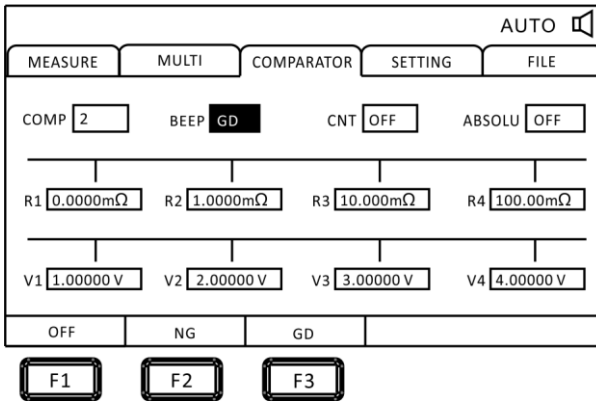 AUTO
MEASURE MULTI COMPARATOR SETTING FILE
COMP 2 BEEP GD CNT OFF ABSOLU OFF
R1 0.0000mΩ R2 1.0000mΩ R3 10.000mΩ R4 100.00mΩ
V1 1.00000 V V2 2.00000 V V3 3.00000 V V4 4.00000 V
OFF NG GD
F1 F2 F3